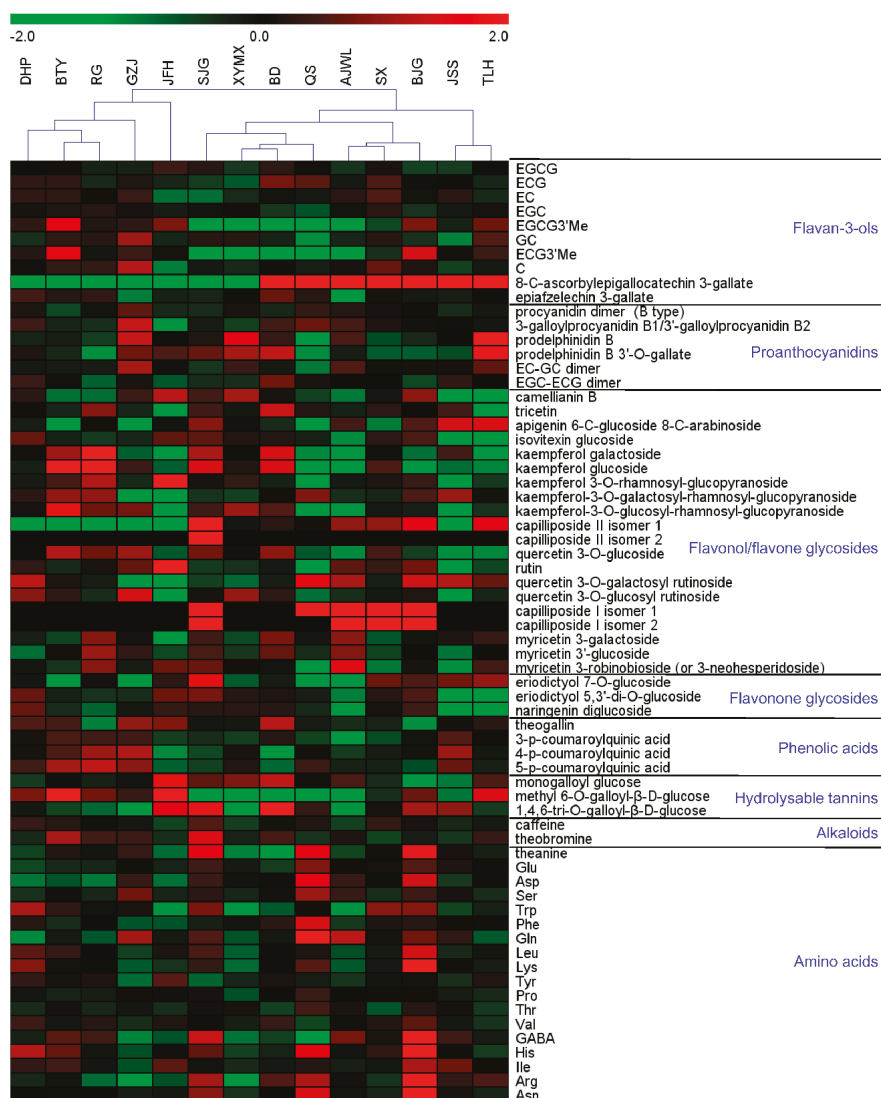 -2.0 0.0 2.0
DHP BTY RG GZJ JFH SJG XYMX BD QS AJWL SX BJG JSS TLH
EGCG
ECG
EC
EGC
EGCG3'Me
GC
ECG3'Me
C
8-C-ascorbylepigallocatechin 3-gallate
epiafzelechin 3-gallate
Flavan-3-ols
procyanidin dimer (B type)
3-galloylprocyanidin B1/3'-galloylprocyanidin B2
prodelphinidin B
prodelphinidin B 3'-O-gallate
EC-GC dimer
EGC-ECG dimer
Proanthocyanidins
camellianin B
tricetin
apigenin 6-C-glucoside 8-C-arabinoside
isovitexin glucoside
kaempferol galactoside
kaempferol glucoside
kaempferol 3-O-rhamnosyl-glucopyranoside
kaempferol-3-O-galactosyl-rhamnosyl-glucopyranoside
kaempferol-3-O-glucosyl-rhamnosyl-glucopyranoside
capilliposide II isomer 1
capilliposide II isomer 2
quercetin 3-O-glucoside
rutin
quercetin 3-O-galactosyl rutinoside
quercetin 3-O-glucosyl rutinoside
capilliposide I isomer 1
capilliposide I isomer 2
myricetin 3-galactoside
myricetin 3'-glucoside
myricetin 3-robinobioside (or 3-neohesperidoside)
Flavonol/flavone glycosides
eriodictyol 7-O-glucoside
eriodictyol 5,3'-di-O-glucoside
naringenin diglucoside
Flavonone glycosides
theogallin
3-p-coumaroylquinic acid
4-p-coumaroylquinic acid
5-p-coumaroylquinic acid
Phenolic acids
monogalloyl glucose
methyl 6-O-galloyl-β-D-glucose
1,4,6-tri-O-galloyl-β-D-glucose
Hydrolysable tannins
caffeine
theobromine
Alkaloids
theanine
Glu
Asp
Ser
Trp
Phe
Gln
Leu
Lys
Tyr
Pro
Thr
Val
GABA
His
Ile
Arg
Asn
Amino acids